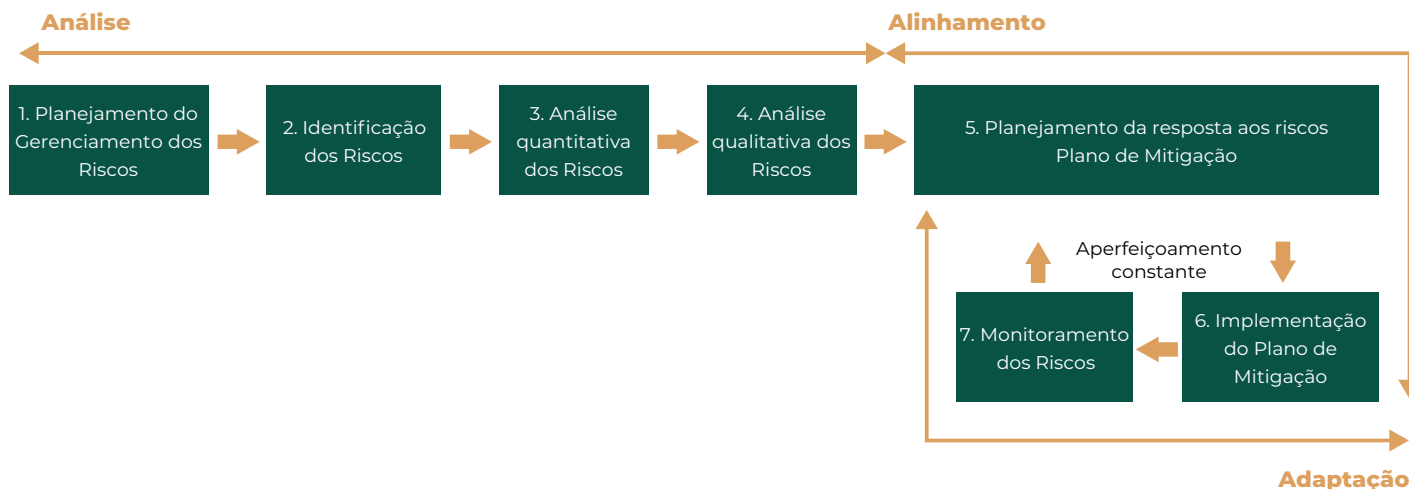 Análise
Alinhamento
1. Planejamento do
Gerenciamento dos
Riscos
2. Identificação
dos Riscos
3. Análise
quantitativa
dos Riscos
4. Análise
qualitativa dos
Riscos
5. Planejamento da resposta aos riscos
Plano de Mitigação
Aperfeiçoamento
constante
7. Monitoramento
dos Riscos
6. Implementação
do Plano de
Mitigação
Adaptação